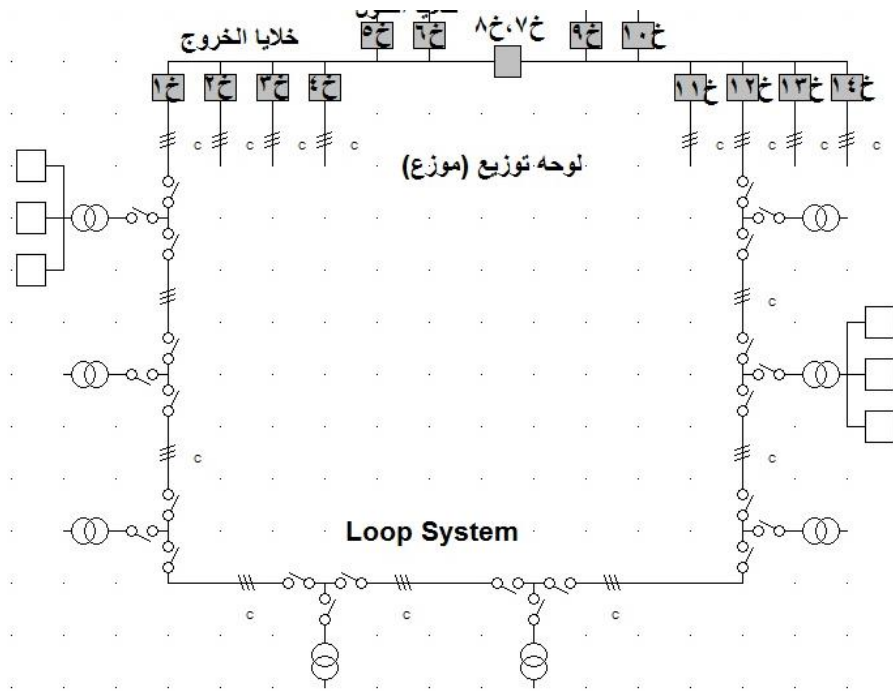 خ٥ خ٦ خ٧،خ٨ خ٩ خ١٠
خلايا الخروج
خ١ خ٢ خ٣ خ٤ خ١١ خ١٢ خ١٣ خ١٤
c c c c c c c
لوحه توزيع (موزع)
c
c c
Loop System
c c c